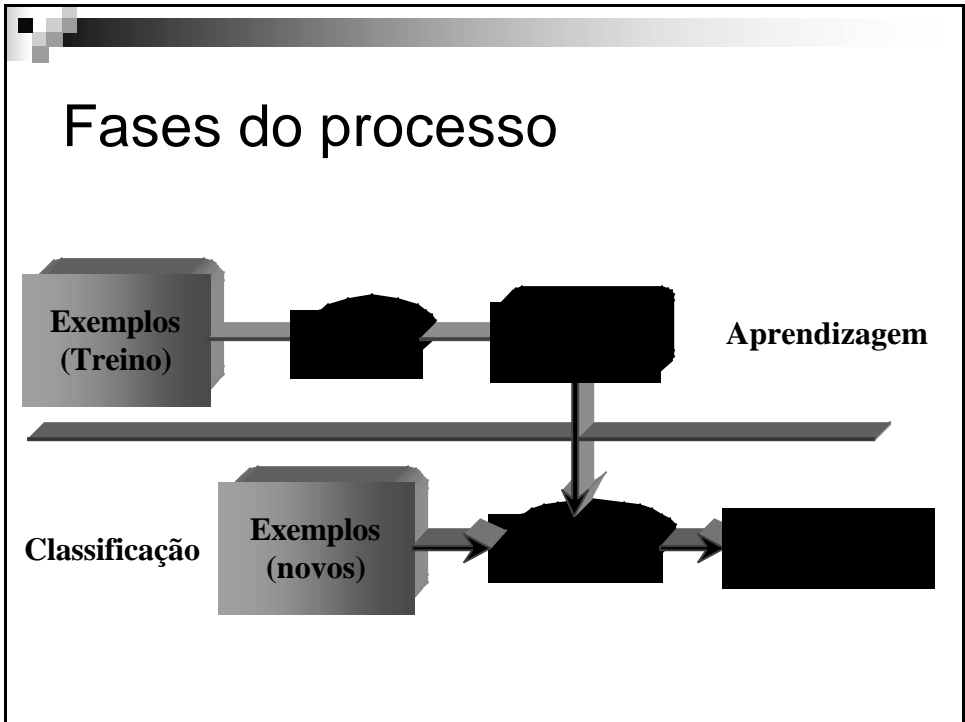 Fases do processo
Exemplos
(Treino)
Aprendizagem
Classificação
Exemplos
(novos)